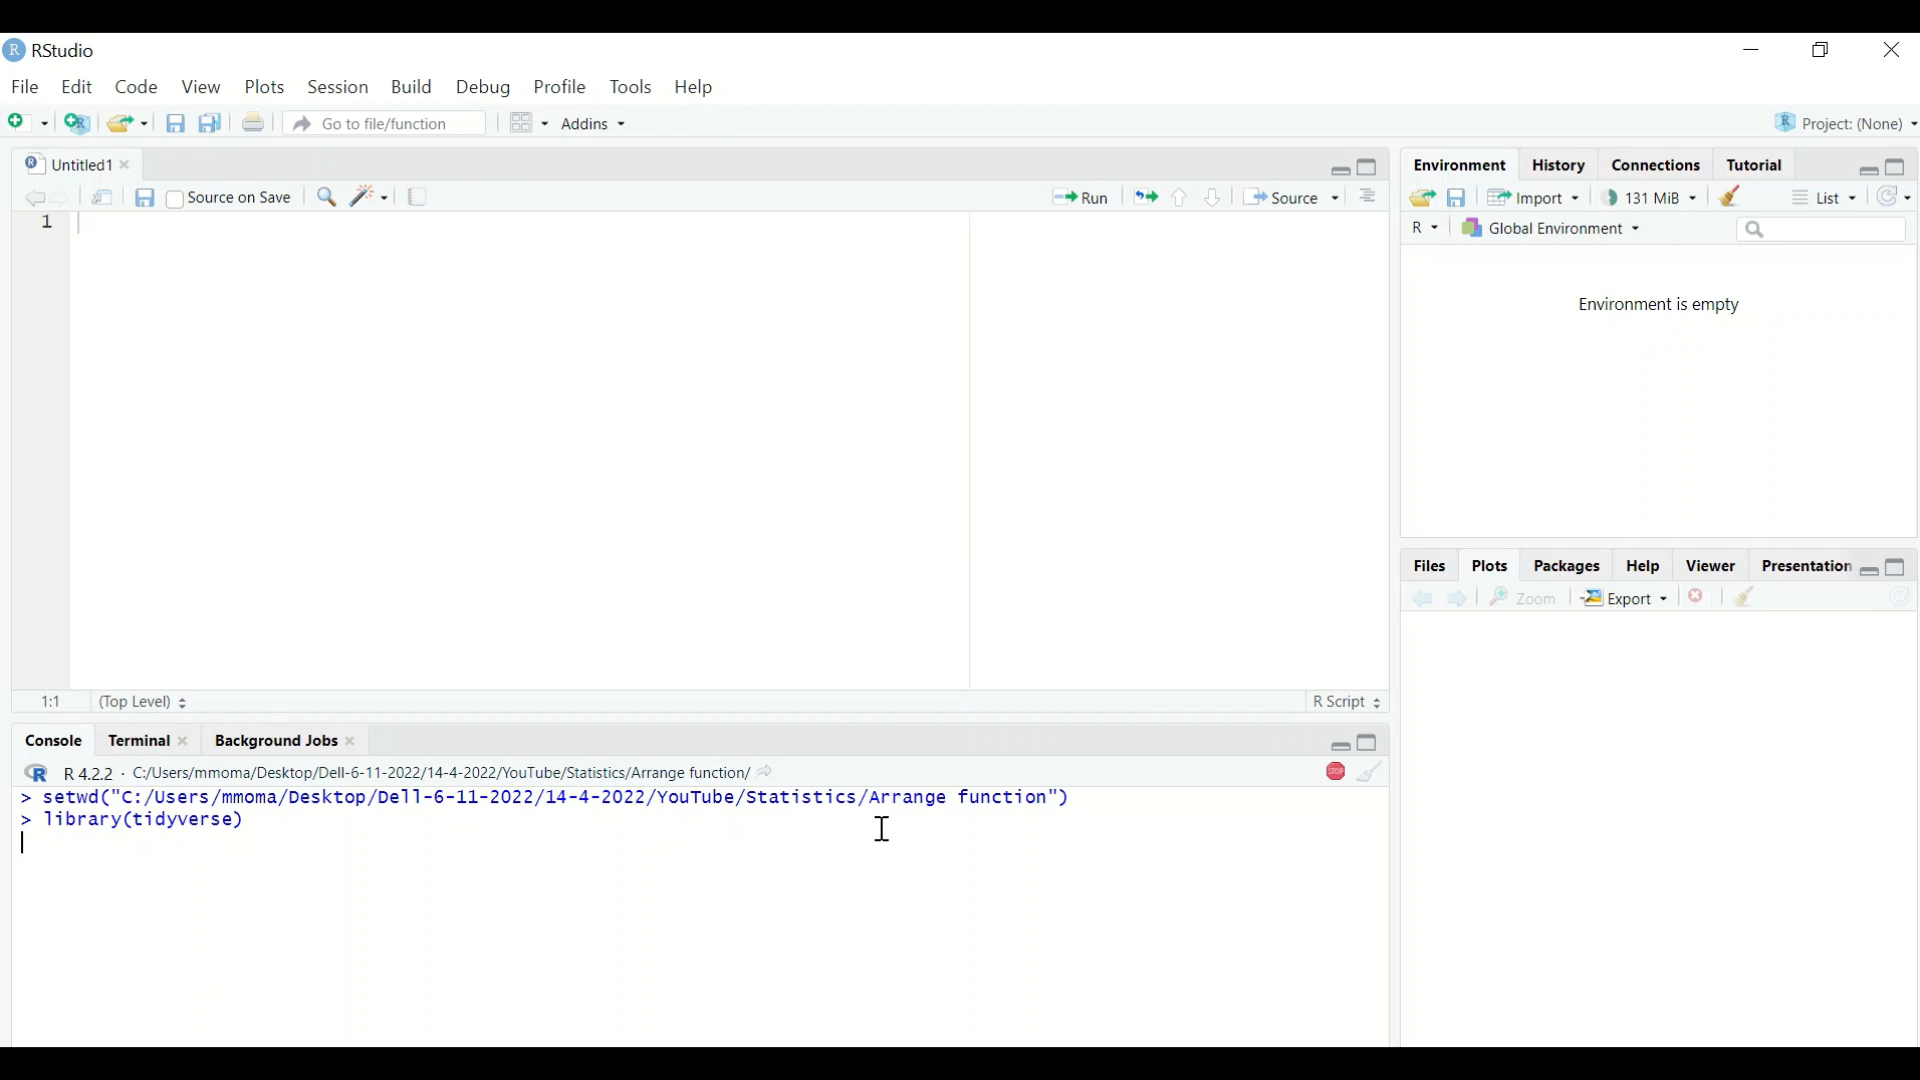 RStudio
File Edit Code View Plots Session Build Debug Profile Tools Help
Go to file/function Addins Project: (None)
Untitled1
Source on Save Run Source
1
1:1 (Top Level) R Script
Console Terminal Background Jobs
R 4.2.2 · C:/Users/mmoma/Desktop/Dell-6-11-2022/14-4-2022/YouTube/Statistics/Arrange function/
> setwd("C:/Users/mmoma/Desktop/Dell-6-11-2022/14-4-2022/YouTube/Statistics/Arrange function")
> library(tidyverse)
Environment History Connections Tutorial
Import 131 MiB List
R Global Environment
Environment is empty
Files Plots Packages Help Viewer Presentation
Zoom Export